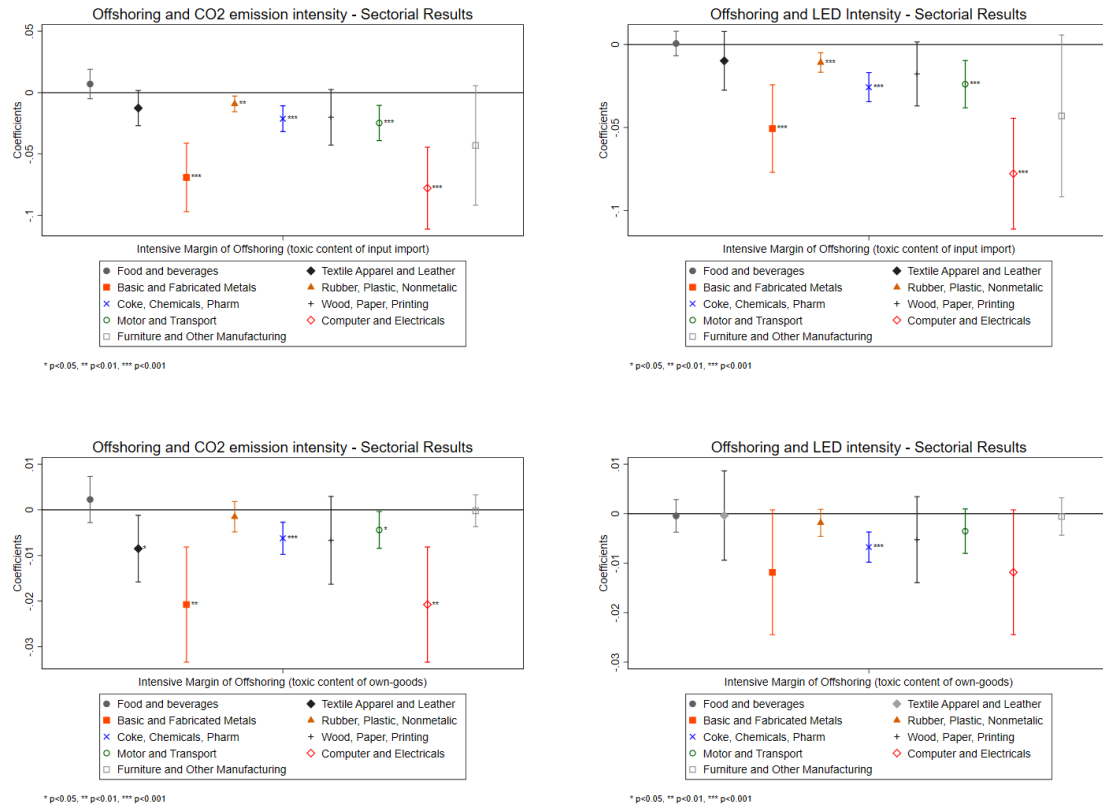 Offshoring and CO2 emission intensity - Sectorial Results
.05
0
-.05
-.1
Coefficients
**
***
***
***
***
Intensive Margin of Offshoring (toxic content of input import)
Food and beverages
Textile Apparel and Leather
Basic and Fabricated Metals
Rubber, Plastic, Nonmetalic
Coke, Chemicals, Pharm
Wood, Paper, Printing
Motor and Transport
Computer and Electricals
Furniture and Other Manufacturing
* p<0.05, ** p<0.01, *** p<0.001
Offshoring and LED Intensity - Sectorial Results
0
-.05
-.1
Coefficients
***
***
***
***
***
Intensive Margin of Offshoring (toxic content of input import)
Food and beverages
Textile Apparel and Leather
Basic and Fabricated Metals
Rubber, Plastic, Nonmetalic
Coke, Chemicals, Pharm
Wood, Paper, Printing
Motor and Transport
Computer and Electricals
Furniture and Other Manufacturing
* p<0.05, ** p<0.01, *** p<0.001
Offshoring and CO2 emission intensity - Sectorial Results
.01
0
-.01
-.02
-.03
Coefficients
*
**
***
*
**
Intensive Margin of Offshoring (toxic content of own-goods)
Food and beverages
Textile Apparel and Leather
Basic and Fabricated Metals
Rubber, Plastic, Nonmetalic
Coke, Chemicals, Pharm
Wood, Paper, Printing
Motor and Transport
Computer and Electricals
Furniture and Other Manufacturing
* p<0.05, ** p<0.01, *** p<0.001
Offshoring and LED intensity - Sectorial Results
.01
0
-.01
-.02
-.03
Coefficients
***
Intensive Margin of Offshoring (toxic content of own-goods)
Food and beverages
Textile Apparel and Leather
Basic and Fabricated Metals
Rubber, Plastic, Nonmetalic
Coke, Chemicals, Pharm
Wood, Paper, Printing
Motor and Transport
Computer and Electricals
Furniture and Other Manufacturing
* p<0.05, ** p<0.01, *** p<0.001